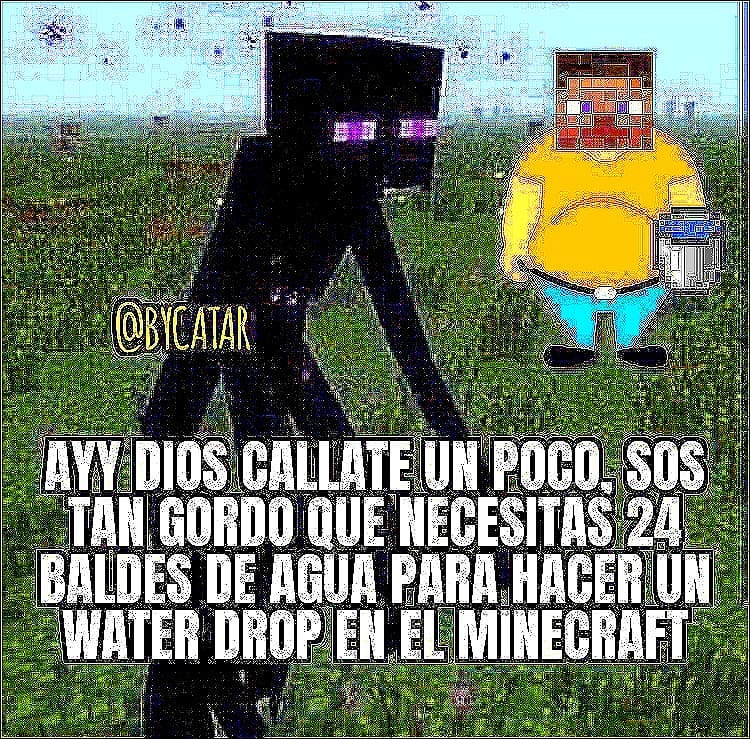 @BYCATAR
AYY DIOS CALLATE UN POCO, SOS
TAN GORDO QUE NECESITAS 24
BALDES DE AGUA PARA HACER UN
WATER DROP EN EL MINECRAFT